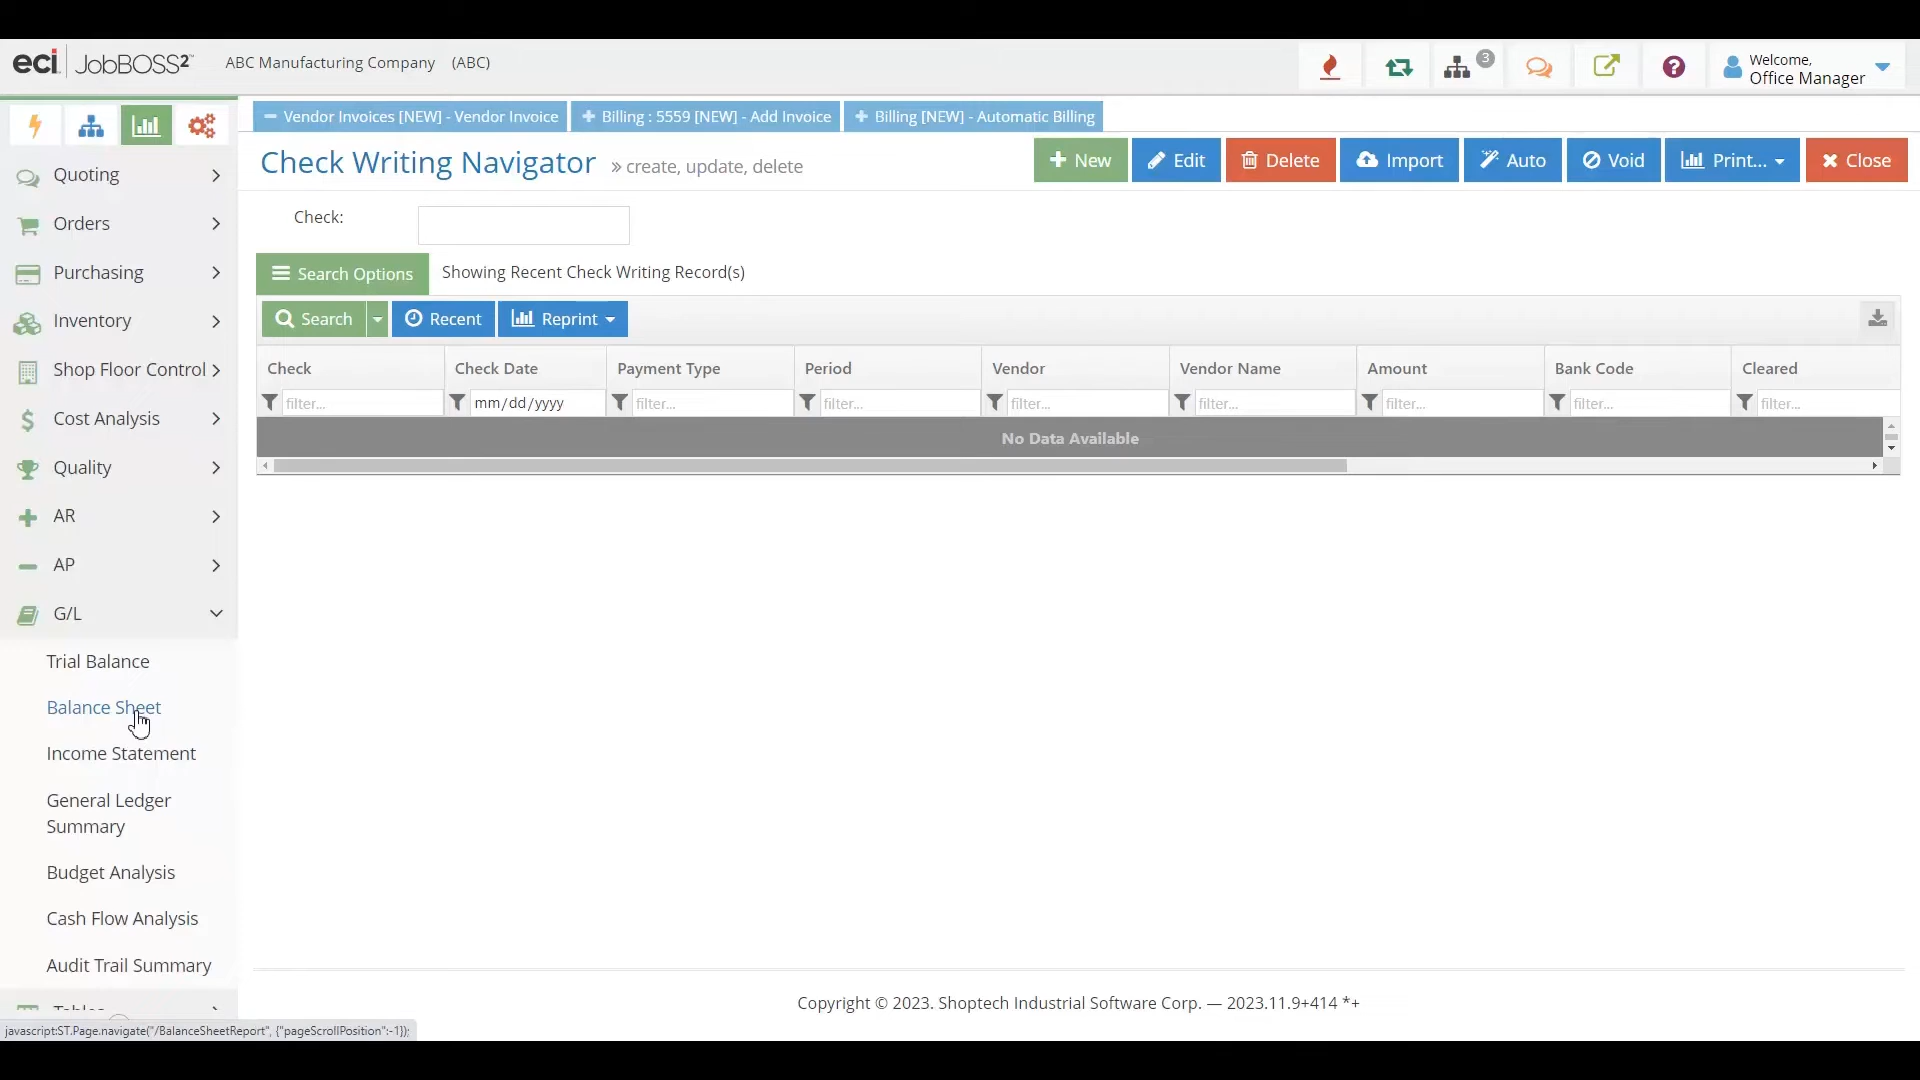 eci JobBOSS²™ ABC Manufacturing Company (ABC)
3
Welcome,
Office Manager
Vendor Invoices [NEW] - Vendor Invoice
Billing : 5559 [NEW] - Add Invoice
Billing [NEW] - Automatic Billing
Check Writing Navigator » create, update, delete
New Edit Delete Import Auto Void Print... Close
Check:
Search Options Showing Recent Check Writing Record(s)
Search Recent Reprint
Check Check Date Payment Type Period Vendor Vendor Name Amount Bank Code Cleared
filter... mm/dd/yyyy filter... filter... filter... filter... filter... filter... filter...
No Data Available
Quoting
Orders
Purchasing
Inventory
Shop Floor Control
Cost Analysis
Quality
AR
AP
G/L
Trial Balance
Balance Sheet
Income Statement
General Ledger
Summary
Budget Analysis
Cash Flow Analysis
Audit Trail Summary
Tables
javascript:ST.Page.navigate("/BalanceSheetReport", {"pageScrollPosition":-1});
Copyright © 2023. Shoptech Industrial Software Corp. — 2023.11.9+414 *+